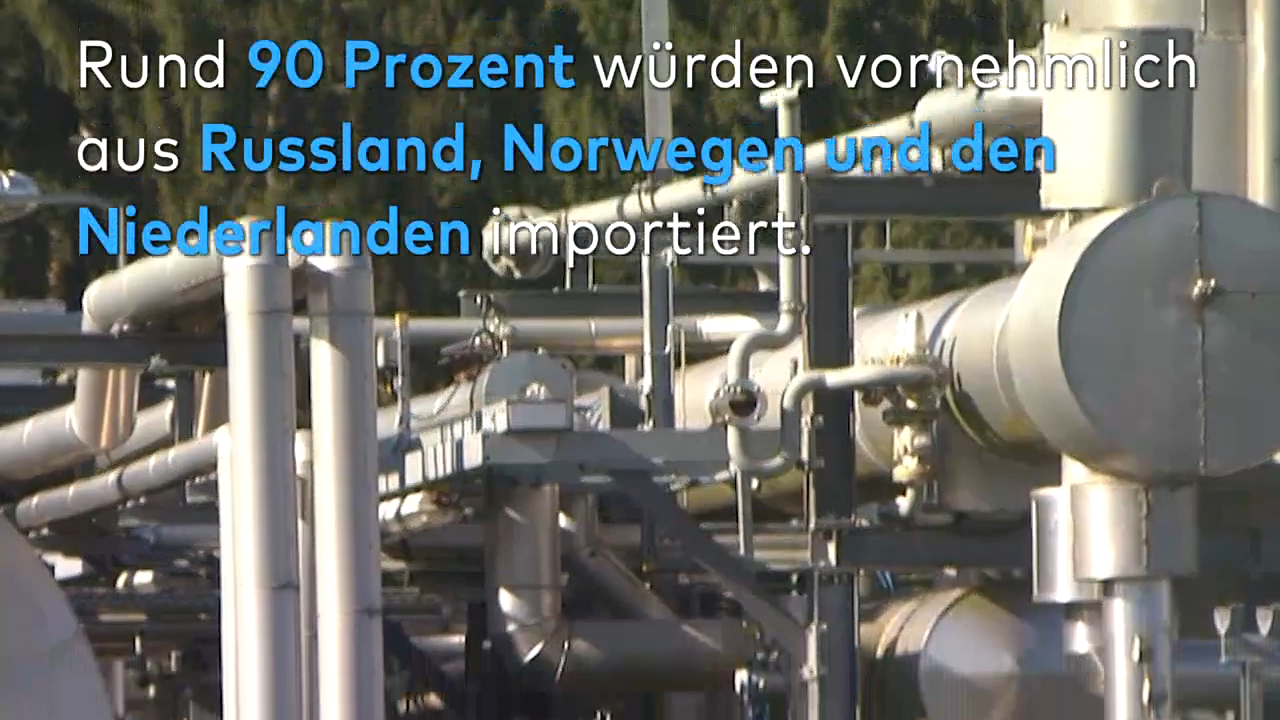 Rund 90 Prozent würden vornehmlich
aus Russland, Norwegen und den
Niederlanden importiert.